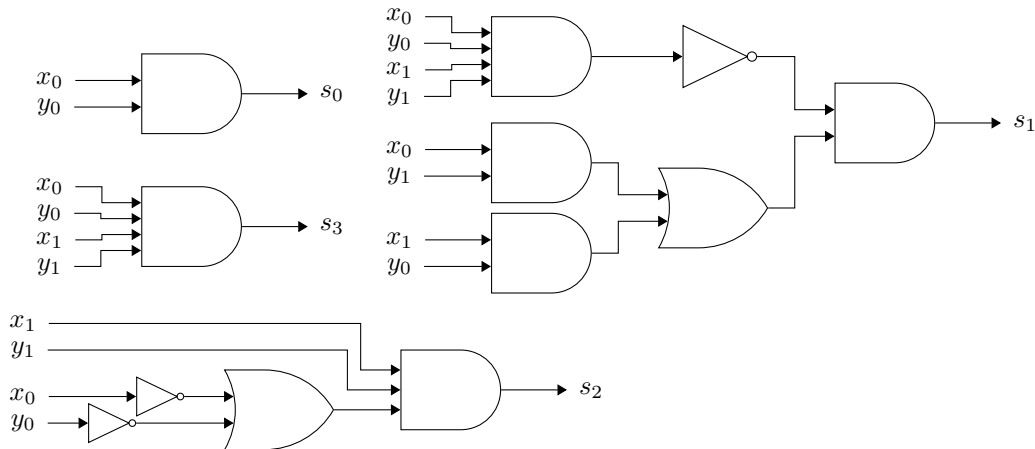 x₀
y₀
s₀
x₀
y₀
x₁
y₁
s₃
x₀
y₀
x₁
y₁
x₀
y₁
x₁
y₀
s₁
x₁
y₁
x₀
y₀
s₂